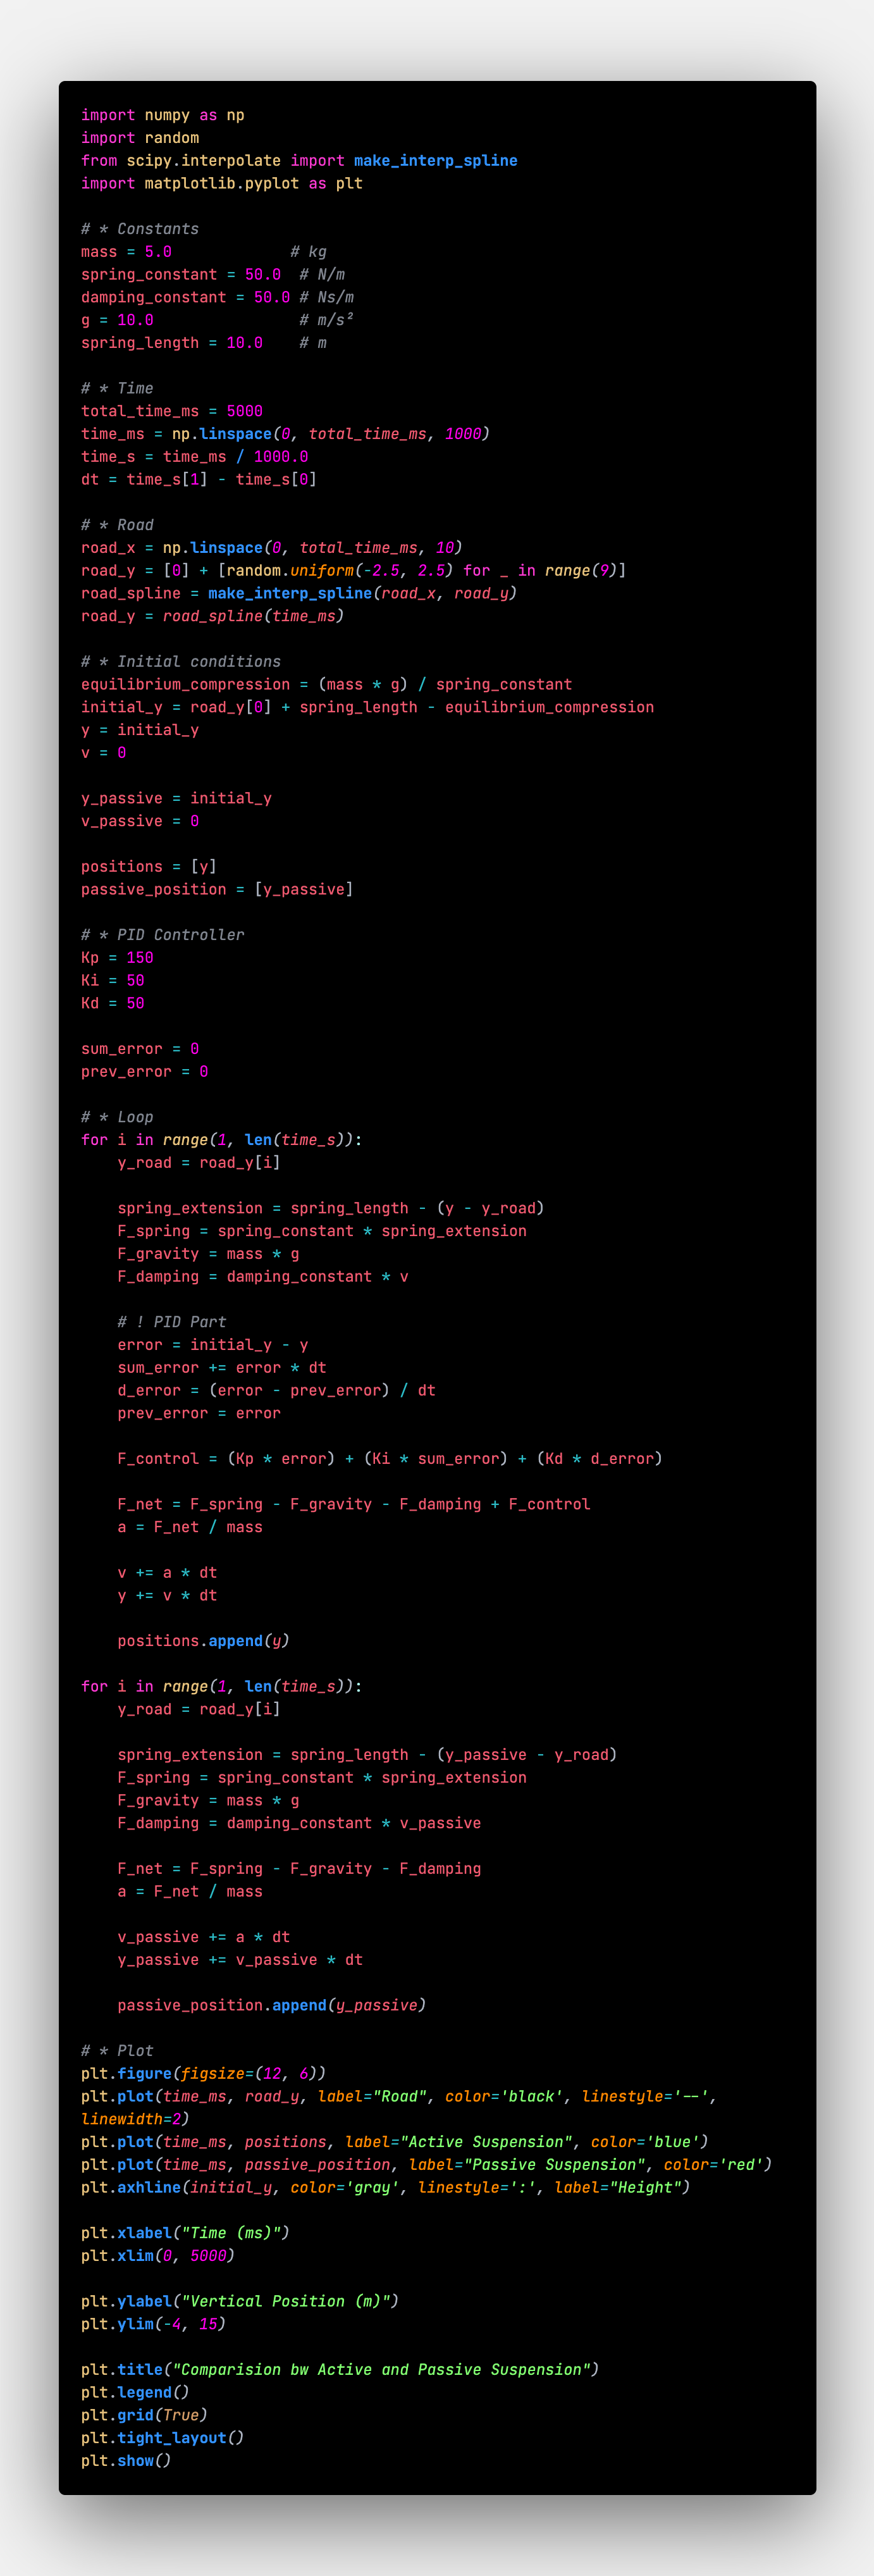 import numpy as np
import random
from scipy.interpolate import make_interp_spline
import matplotlib.pyplot as plt

# * Constants
mass = 5.0             # kg
spring_constant = 50.0  # N/m
damping_constant = 50.0 # Ns/m
g = 10.0                # m/s²
spring_length = 10.0    # m

# * Time
total_time_ms = 5000
time_ms = np.linspace(0, total_time_ms, 1000)
time_s = time_ms / 1000.0
dt = time_s[1] - time_s[0]

# * Road
road_x = np.linspace(0, total_time_ms, 10)
road_y = [0] + [random.uniform(-2.5, 2.5) for _ in range(9)]
road_spline = make_interp_spline(road_x, road_y)
road_y = road_spline(time_ms)

# * Initial conditions
equilibrium_compression = (mass * g) / spring_constant
initial_y = road_y[0] + spring_length - equilibrium_compression
y = initial_y
v = 0

y_passive = initial_y
v_passive = 0

positions = [y]
passive_position = [y_passive]

# * PID Controller
Kp = 150
Ki = 50
Kd = 50

sum_error = 0
prev_error = 0

# * Loop
for i in range(1, len(time_s)):
    y_road = road_y[i]

    spring_extension = spring_length - (y - y_road)
    F_spring = spring_constant * spring_extension
    F_gravity = mass * g
    F_damping = damping_constant * v

    # ! PID Part
    error = initial_y - y
    sum_error += error * dt
    d_error = (error - prev_error) / dt
    prev_error = error

    F_control = (Kp * error) + (Ki * sum_error) + (Kd * d_error)

    F_net = F_spring - F_gravity - F_damping + F_control
    a = F_net / mass

    v += a * dt
    y += v * dt

    positions.append(y)

for i in range(1, len(time_s)):
    y_road = road_y[i]

    spring_extension = spring_length - (y_passive - y_road)
    F_spring = spring_constant * spring_extension
    F_gravity = mass * g
    F_damping = damping_constant * v_passive

    F_net = F_spring - F_gravity - F_damping
    a = F_net / mass

    v_passive += a * dt
    y_passive += v_passive * dt

    passive_position.append(y_passive)

# * Plot
plt.figure(figsize=(12, 6))
plt.plot(time_ms, road_y, label="Road", color='black', linestyle='--',
linewidth=2)
plt.plot(time_ms, positions, label="Active Suspension", color='blue')
plt.plot(time_ms, passive_position, label="Passive Suspension", color='red')
plt.axhline(initial_y, color='gray', linestyle=':', label="Height")

plt.xlabel("Time (ms)")
plt.xlim(0, 5000)

plt.ylabel("Vertical Position (m)")
plt.ylim(-4, 15)

plt.title("Comparision bw Active and Passive Suspension")
plt.legend()
plt.grid(True)
plt.tight_layout()
plt.show()